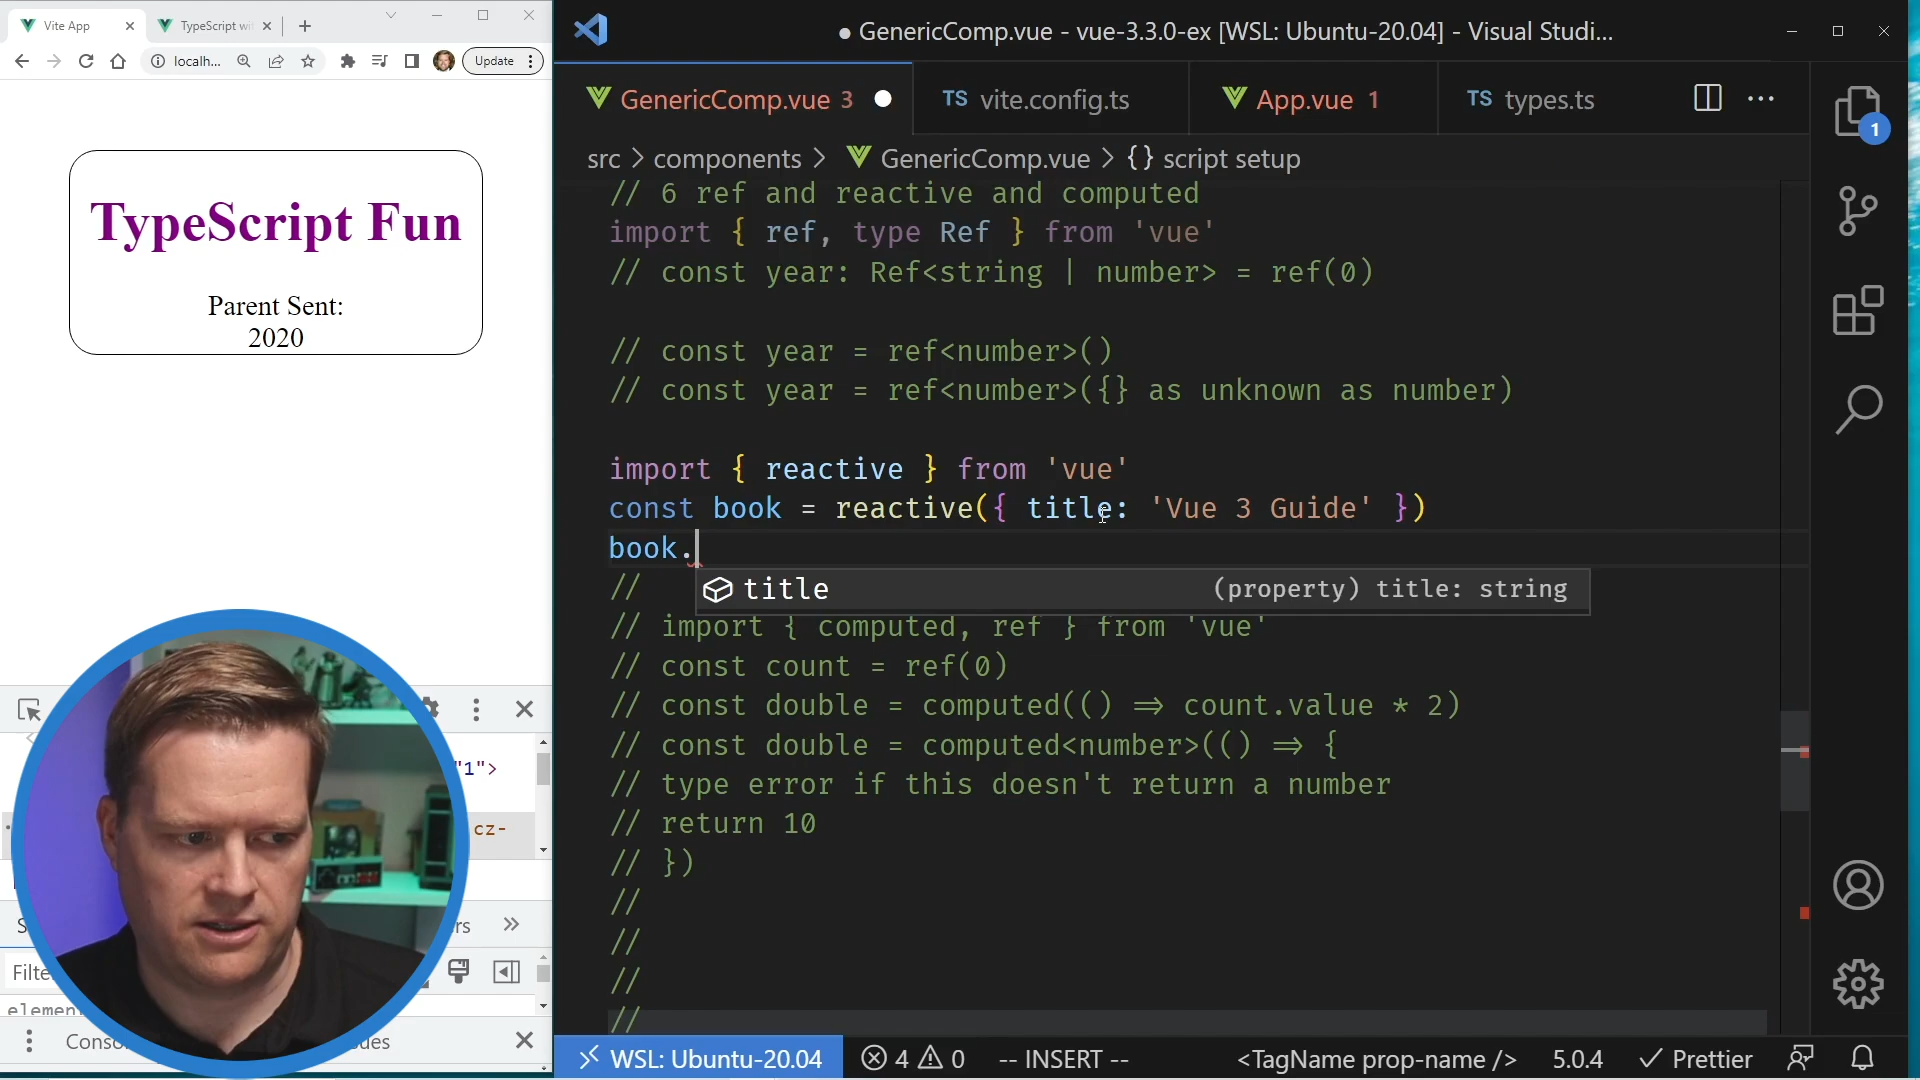 Vite App
TypeScript wit
localh...
Update
TypeScript Fun
Parent Sent:
2020
"1">
cz-
rs
Filte
elemen
Conso
ues
GenericComp.vue - vue-3.3.0-ex [WSL: Ubuntu-20.04] - Visual Studi...
GenericComp.vue 3
TS vite.config.ts
App.vue 1
TS types.ts
src > components > GenericComp.vue > {} script setup
// 6 ref and reactive and computed
import { ref, type Ref } from 'vue'
// const year: Ref<string | number> = ref(0)
// const year = ref<number>()
// const year = ref<number>({} as unknown as number)
import { reactive } from 'vue'
const book = reactive({ title: 'Vue 3 Guide' })
book.
//
title (property) title: string
// import { computed, ref } from 'vue'
// const count = ref(0)
// const double = computed(() => count.value * 2)
// const double = computed<number>(() => {
// type error if this doesn't return a number
// return 10
// })
//
//
//
//
1
WSL: Ubuntu-20.04 4 0 -- INSERT -- <TagName prop-name /> 5.0.4 Prettier